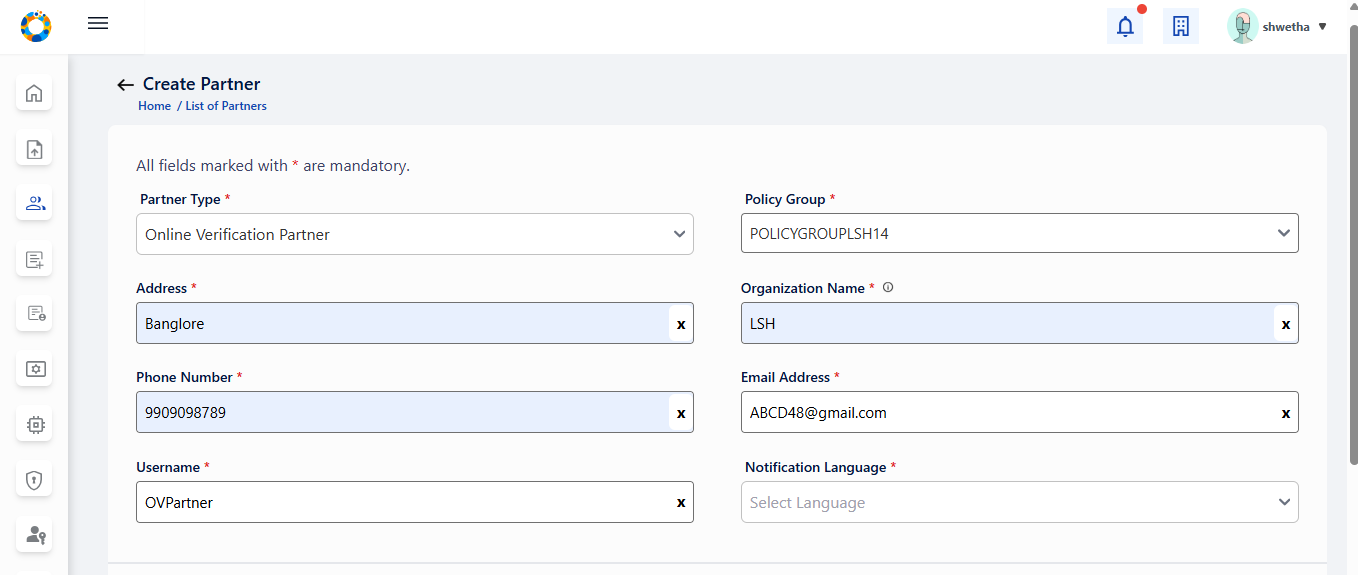 shwetha
Create Partner
Home / List of Partners
All fields marked with * are mandatory.
Partner Type * Policy Group *
Online Verification Partner POLICYGROUPLSH14
Address * Organization Name *
Banglore x LSH x
Phone Number * Email Address *
9909098789 x ABCD48@gmail.com x
Username * Notification Language *
OVPartner x Select Language